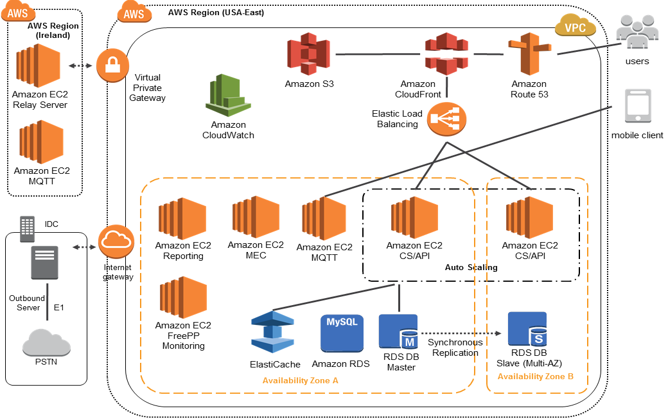 AWS
AWS Region
(Ireland)
Amazon EC2
Relay Server
Amazon EC2
MQTT
IDC
Outbound
Server
E1
PSTN
AWS
AWS Region (USA-East)
VPC
Virtual
Private
Gateway
Internet
gateway
Amazon S3
Amazon
CloudFront
Amazon
Route 53
users
mobile client
Amazon
CloudWatch
Elastic Load
Balancing
Amazon EC2
Reporting
Amazon EC2
MEC
Amazon EC2
MQTT
Amazon EC2
CS/API
Amazon EC2
CS/API
Auto Scaling
Amazon EC2
FreePP
Monitoring
ElastiCache
MySQL
Amazon RDS
M
RDS DB
Master
Synchronous
Replication
S
RDS DB
Slave (Multi-AZ)
Availability Zone A
Availability Zone B